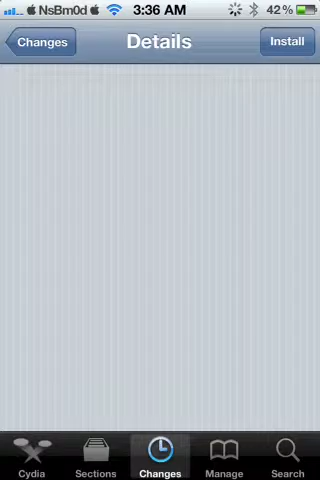 NsBm0d 3:36 AM 42%
Changes Details Install
Cydia Sections Changes Manage Search